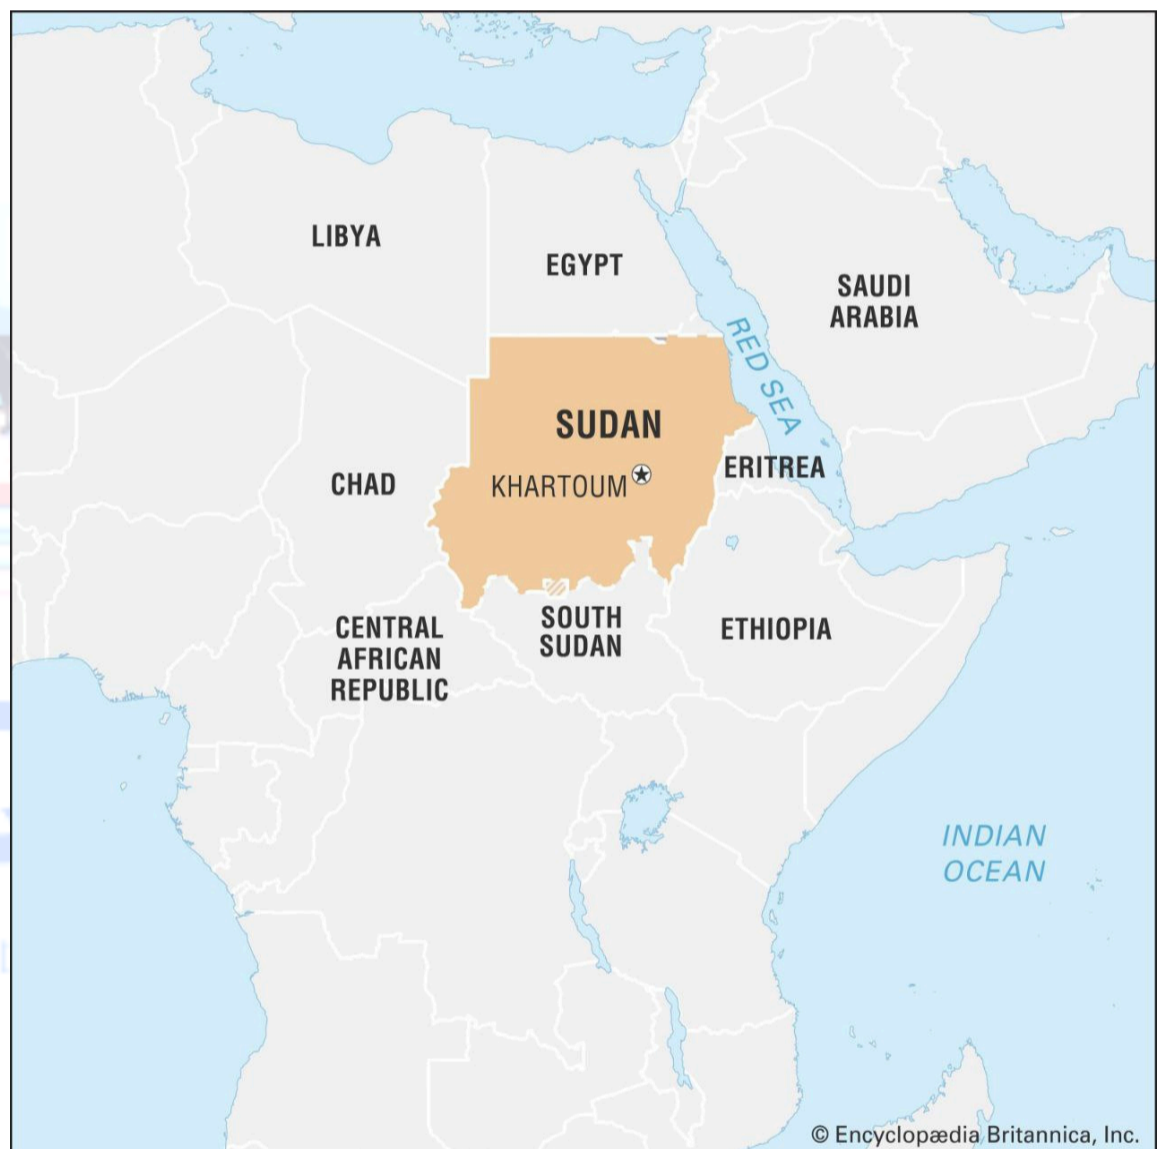 LIBYA
EGYPT
SAUDI
ARABIA
RED SEA
SUDAN
KHARTOUM
ERITREA
CHAD
CENTRAL
AFRICAN
REPUBLIC
SOUTH
SUDAN
ETHIOPIA
INDIAN
OCEAN
© Encyclopædia Britannica, Inc.